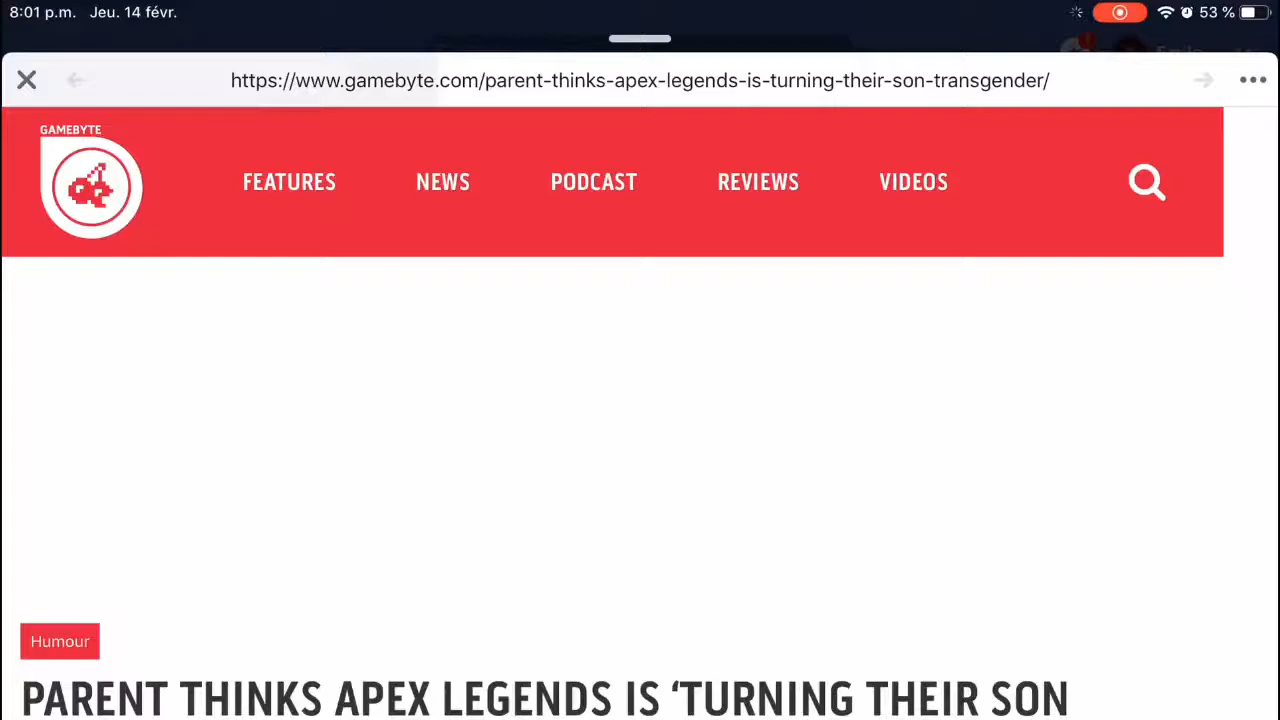 8:01 p.m. Jeu. 14 févr.
53 %
https://www.gamebyte.com/parent-thinks-apex-legends-is-turning-their-son-transgender/
GAMEBYTE
FEATURES NEWS PODCAST REVIEWS VIDEOS
Humour
PARENT THINKS APEX LEGENDS IS ‘TURNING THEIR SON